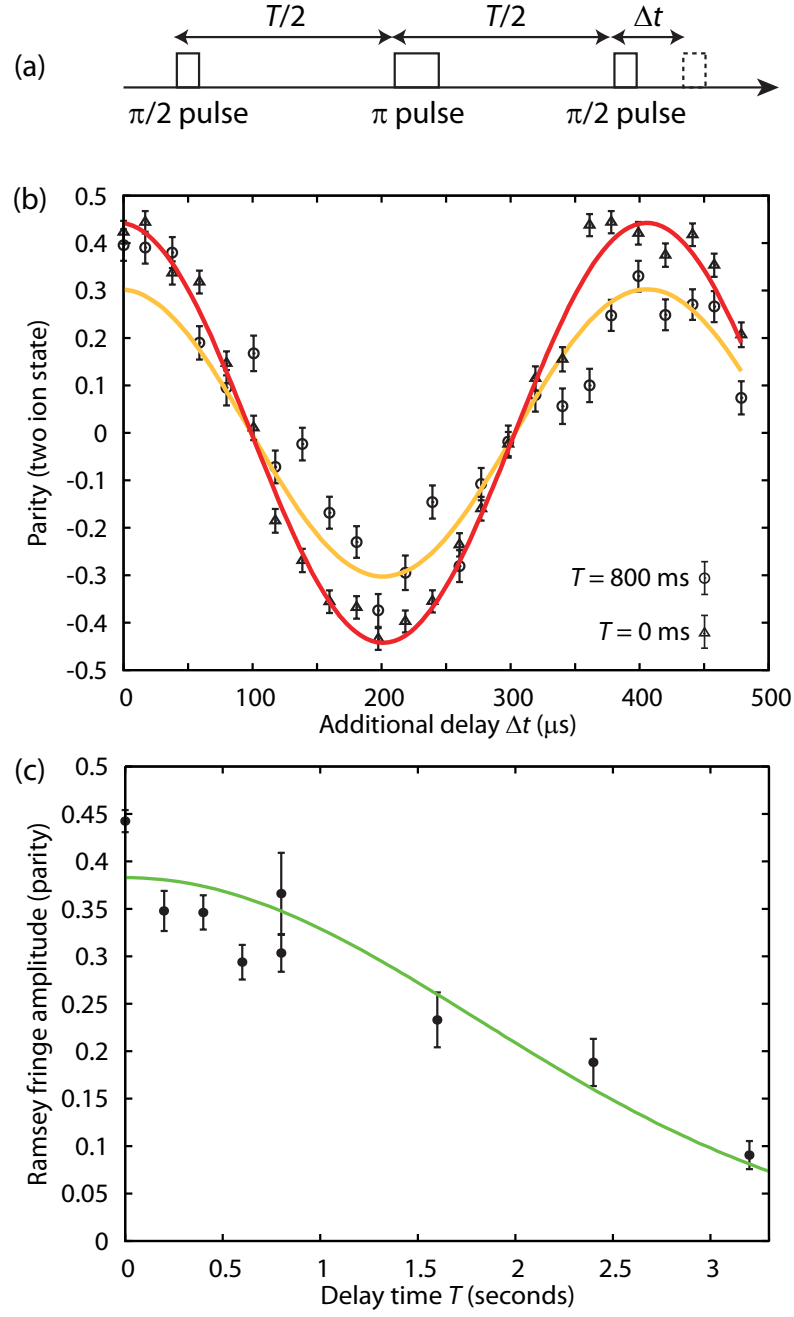 (a)
T/2 T/2 Δt
π/2 pulse π pulse π/2 pulse
(b)
Parity (two ion state)
0.5
0.4
0.3
0.2
0.1
0
-0.1
-0.2
-0.3
-0.4
-0.5
T = 800 ms
T = 0 ms
0 100 200 300 400 500
Additional delay Δt (μs)
(c)
Ramsey fringe amplitude (parity)
0.5
0.45
0.4
0.35
0.3
0.25
0.2
0.15
0.1
0.05
0
0 0.5 1 1.5 2 2.5 3
Delay time T (seconds)